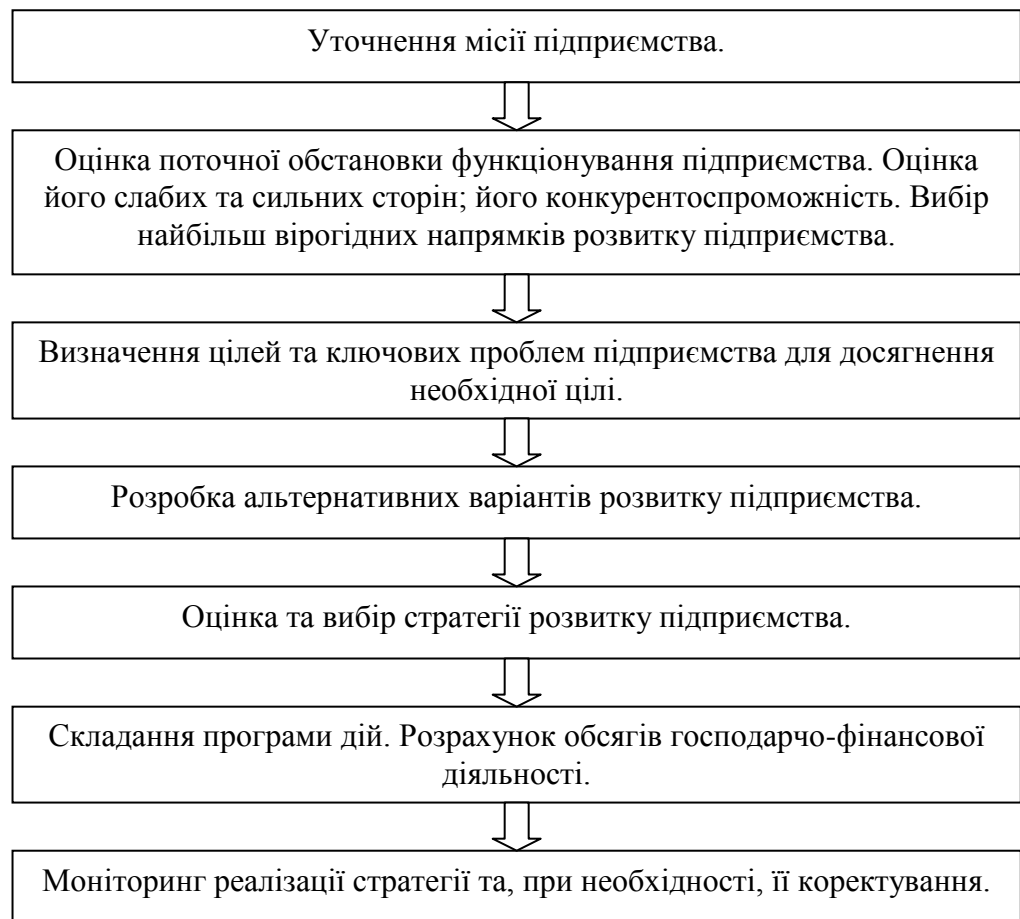 Уточнення місії підприємства.
Оцінка поточної обстановки функціонування підприємства. Оцінка
його слабих та сильних сторін; його конкурентоспроможність. Вибір
найбільш вірогідних напрямків розвитку підприємства.
Визначення цілей та ключових проблем підприємства для досягнення
необхідної цілі.
Розробка альтернативних варіантів розвитку підприємства.
Оцінка та вибір стратегії розвитку підприємства.
Складання програми дій. Розрахунок обсягів господарчо-фінансової
діяльності.
Моніторинг реалізації стратегії та, при необхідності, її коректування.